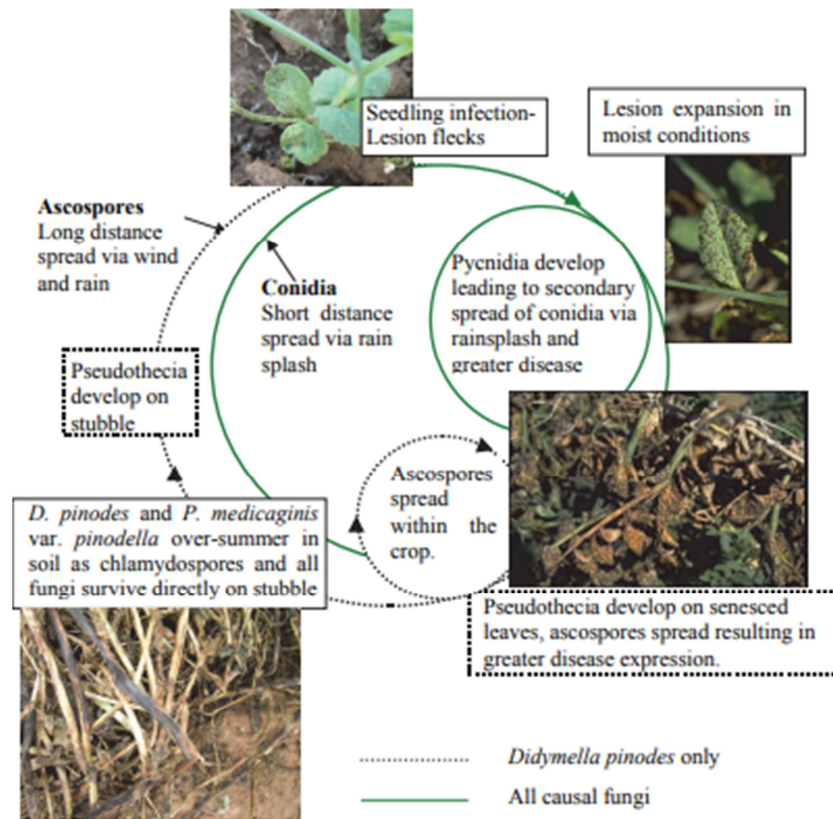 Seedling infection-
Lesion flecks
Lesion expansion in
moist conditions
Ascospores
Long distance
spread via wind
and rain
Conidia
Short distance
spread via rain
splash
Pycnidia develop
leading to secondary
spread of conidia via
rainsplash and
greater disease
Pseudothecia
develop on
stubble
Ascospores
spread
within the
crop.
D. pinodes and P. medicaginis
var. pinodella over-summer in
soil as chlamydospores and all
fungi survive directly on stubble
Pseudothecia develop on senesced
leaves, ascospores spread resulting in
greater disease expression.
Didymella pinodes only
All causal fungi